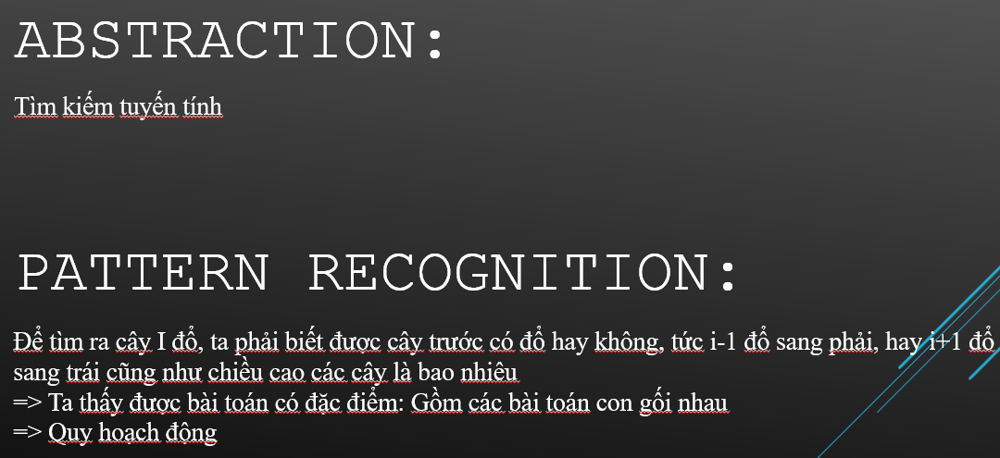 ABSTRACTION:
Tìm kiếm tuyến tính
PATTERN RECOGNITION:
Để tìm ra cây I đổ, ta phải biết được cây trước có đổ hay không, tức i-1 đổ sang phải, hay i+1 đổ
sang trái cũng như chiều cao các cây là bao nhiêu
=> Ta thấy được bài toán có đặc điểm: Gồm các bài toán con gối nhau
=> Quy hoạch động